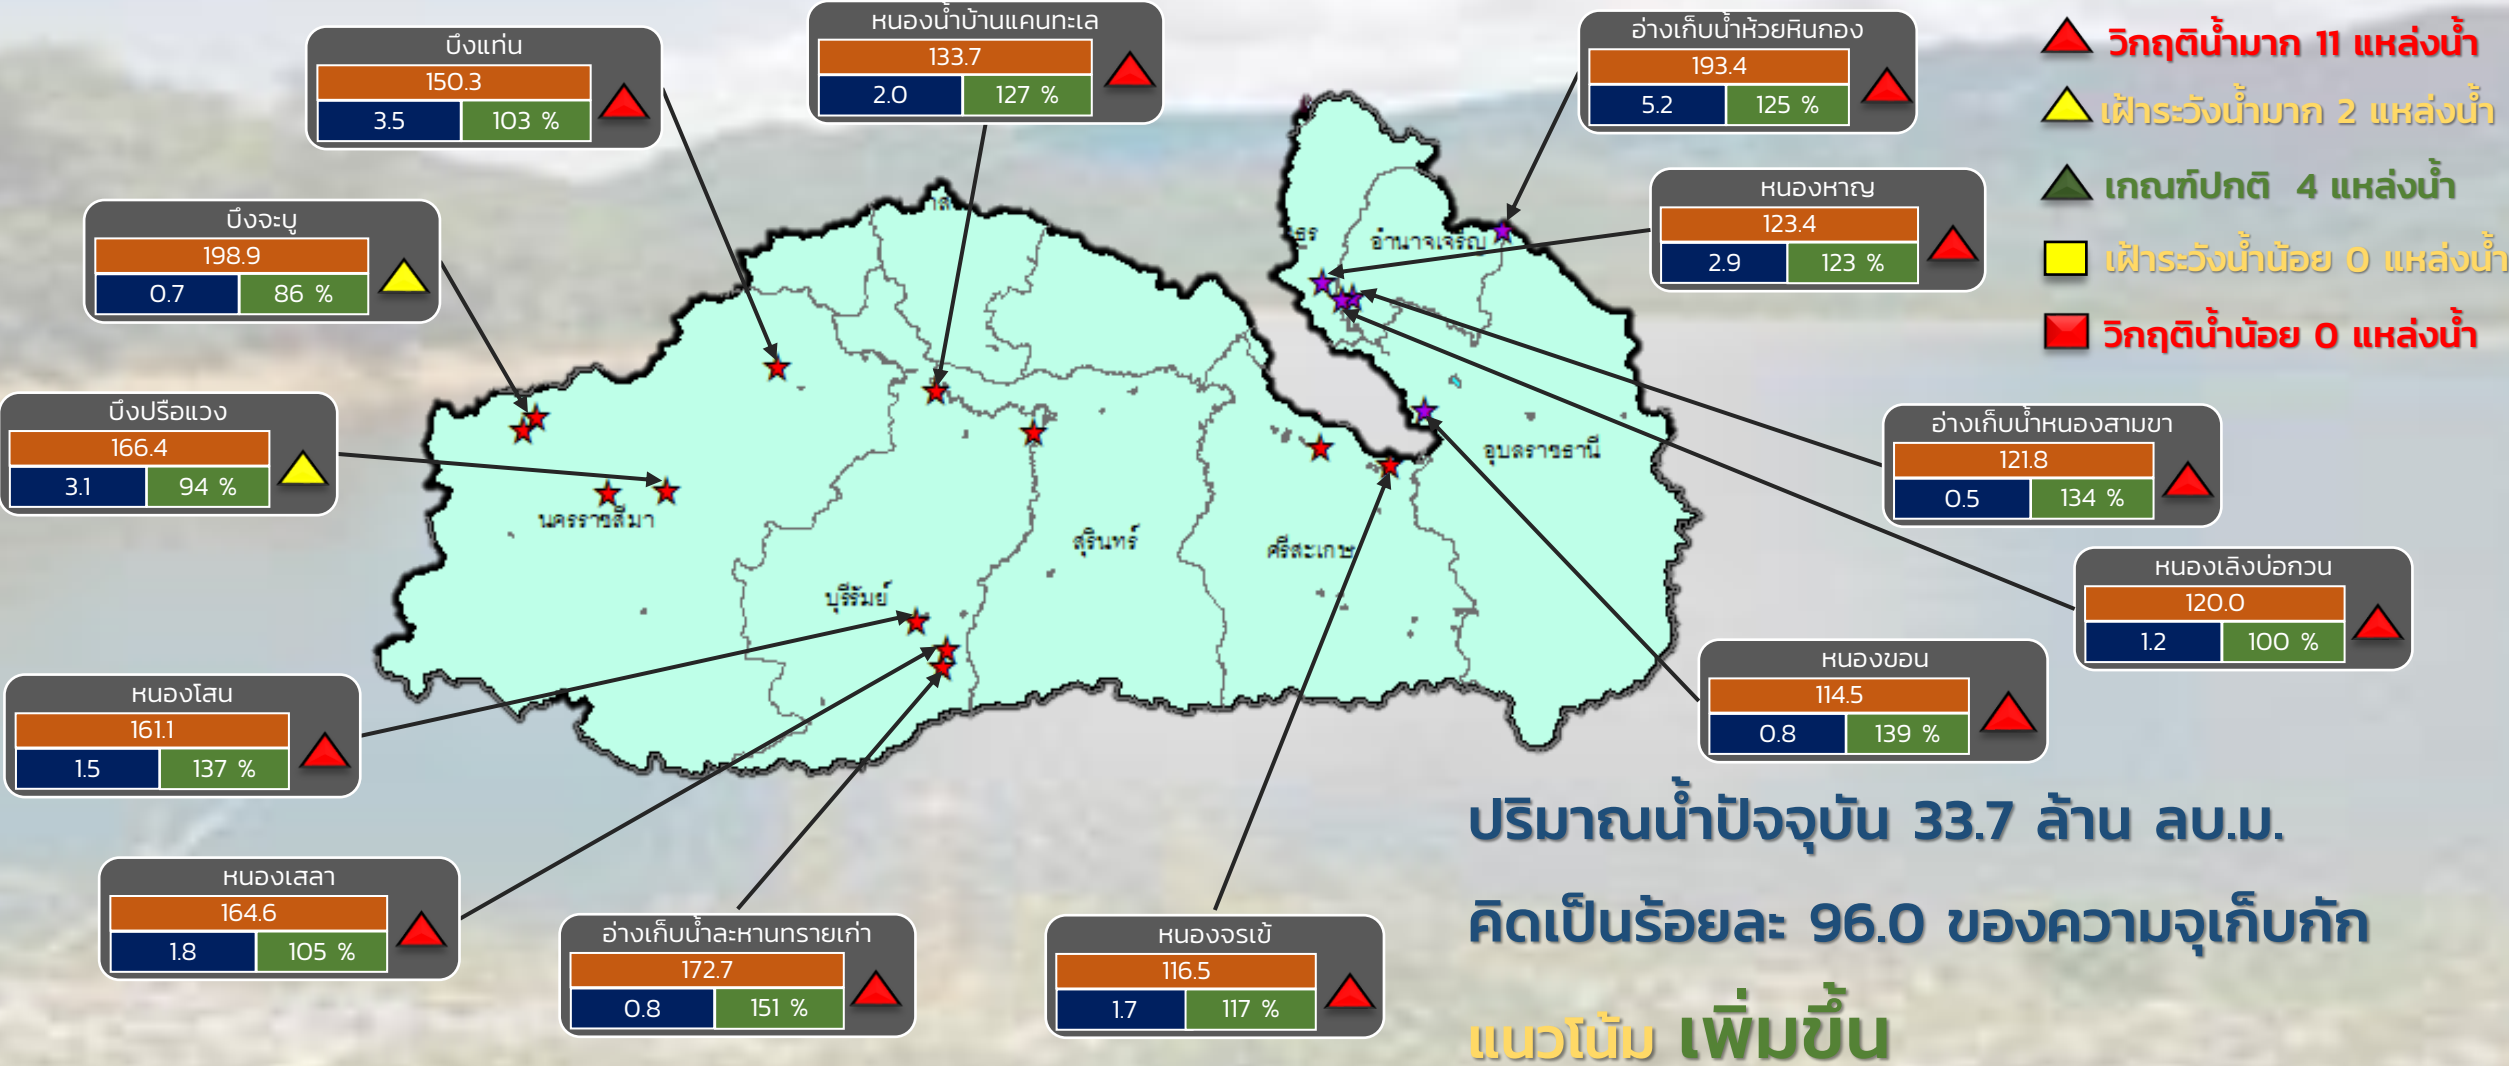 บึงแท่น
150.3
3.5 103 %
หนองน้ำบ้านแคนทะเล
133.7
2.0 127 %
อ่างเก็บน้ำห้วยหินกอง
193.4
5.2 125 %
วิกฤติน้ำมาก 11 แหล่งน้ำ
เฝ้าระวังน้ำมาก 2 แหล่งน้ำ
เกณฑ์ปกติ 4 แหล่งน้ำ
เฝ้าระวังน้ำน้อย 0 แหล่งน้ำ
วิกฤติน้ำน้อย 0 แหล่งน้ำ
บึงจะบู
198.9
0.7 86 %
หนองหาญ
123.4
2.9 123 %
บึงปรือแวง
166.4
3.1 94 %
อำนาจเจริญ
อุบลราชธานี
นครราชสีมา
สุรินทร์
ศรีสะเกษ
บุรีรัมย์
อ่างเก็บน้ำหนองสามขา
121.8
0.5 134 %
หนองเลิงบ่อกวน
120.0
1.2 100 %
หนองขอน
114.5
0.8 139 %
หนองโสน
161.1
1.5 137 %
หนองเสลา
164.6
1.8 105 %
อ่างเก็บน้ำละหานทรายเก่า
172.7
0.8 151 %
หนองจรเข้
116.5
1.7 117 %
ปริมาณน้ำปัจจุบัน 33.7 ล้าน ลบ.ม.
คิดเป็นร้อยละ 96.0 ของความจุเก็บกัก
แนวโน้ม เพิ่มขึ้น